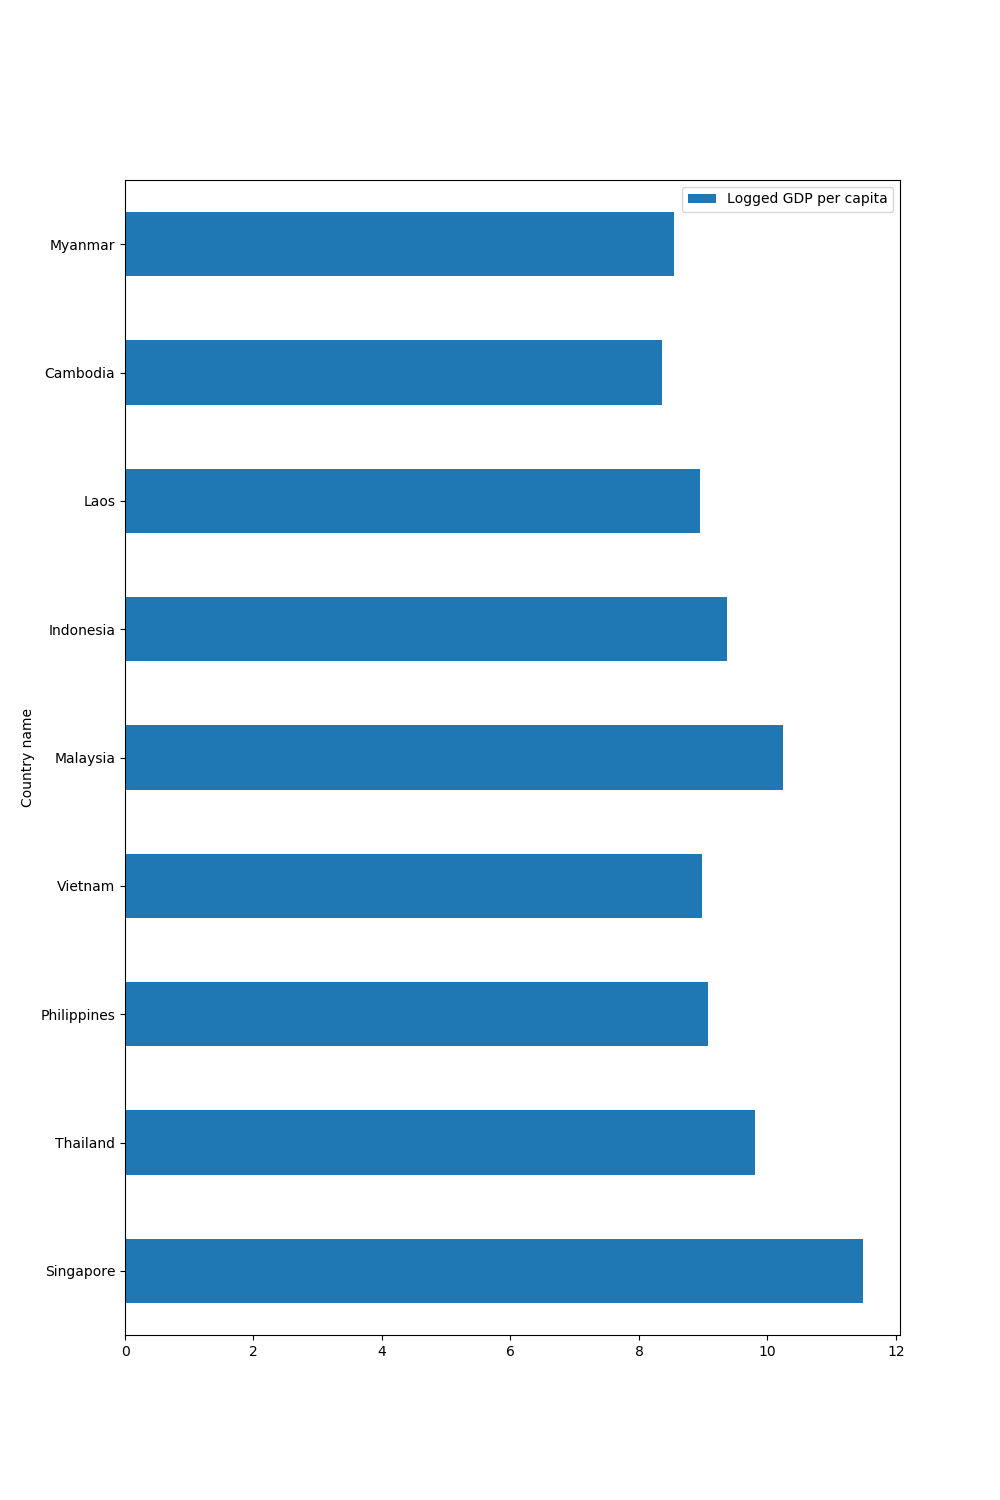 Logged GDP per capita
Myanmar
Cambodia
Laos
Indonesia
Malaysia
Vietnam
Philippines
Thailand
Singapore
Country name
0 2 4 6 8 10 12